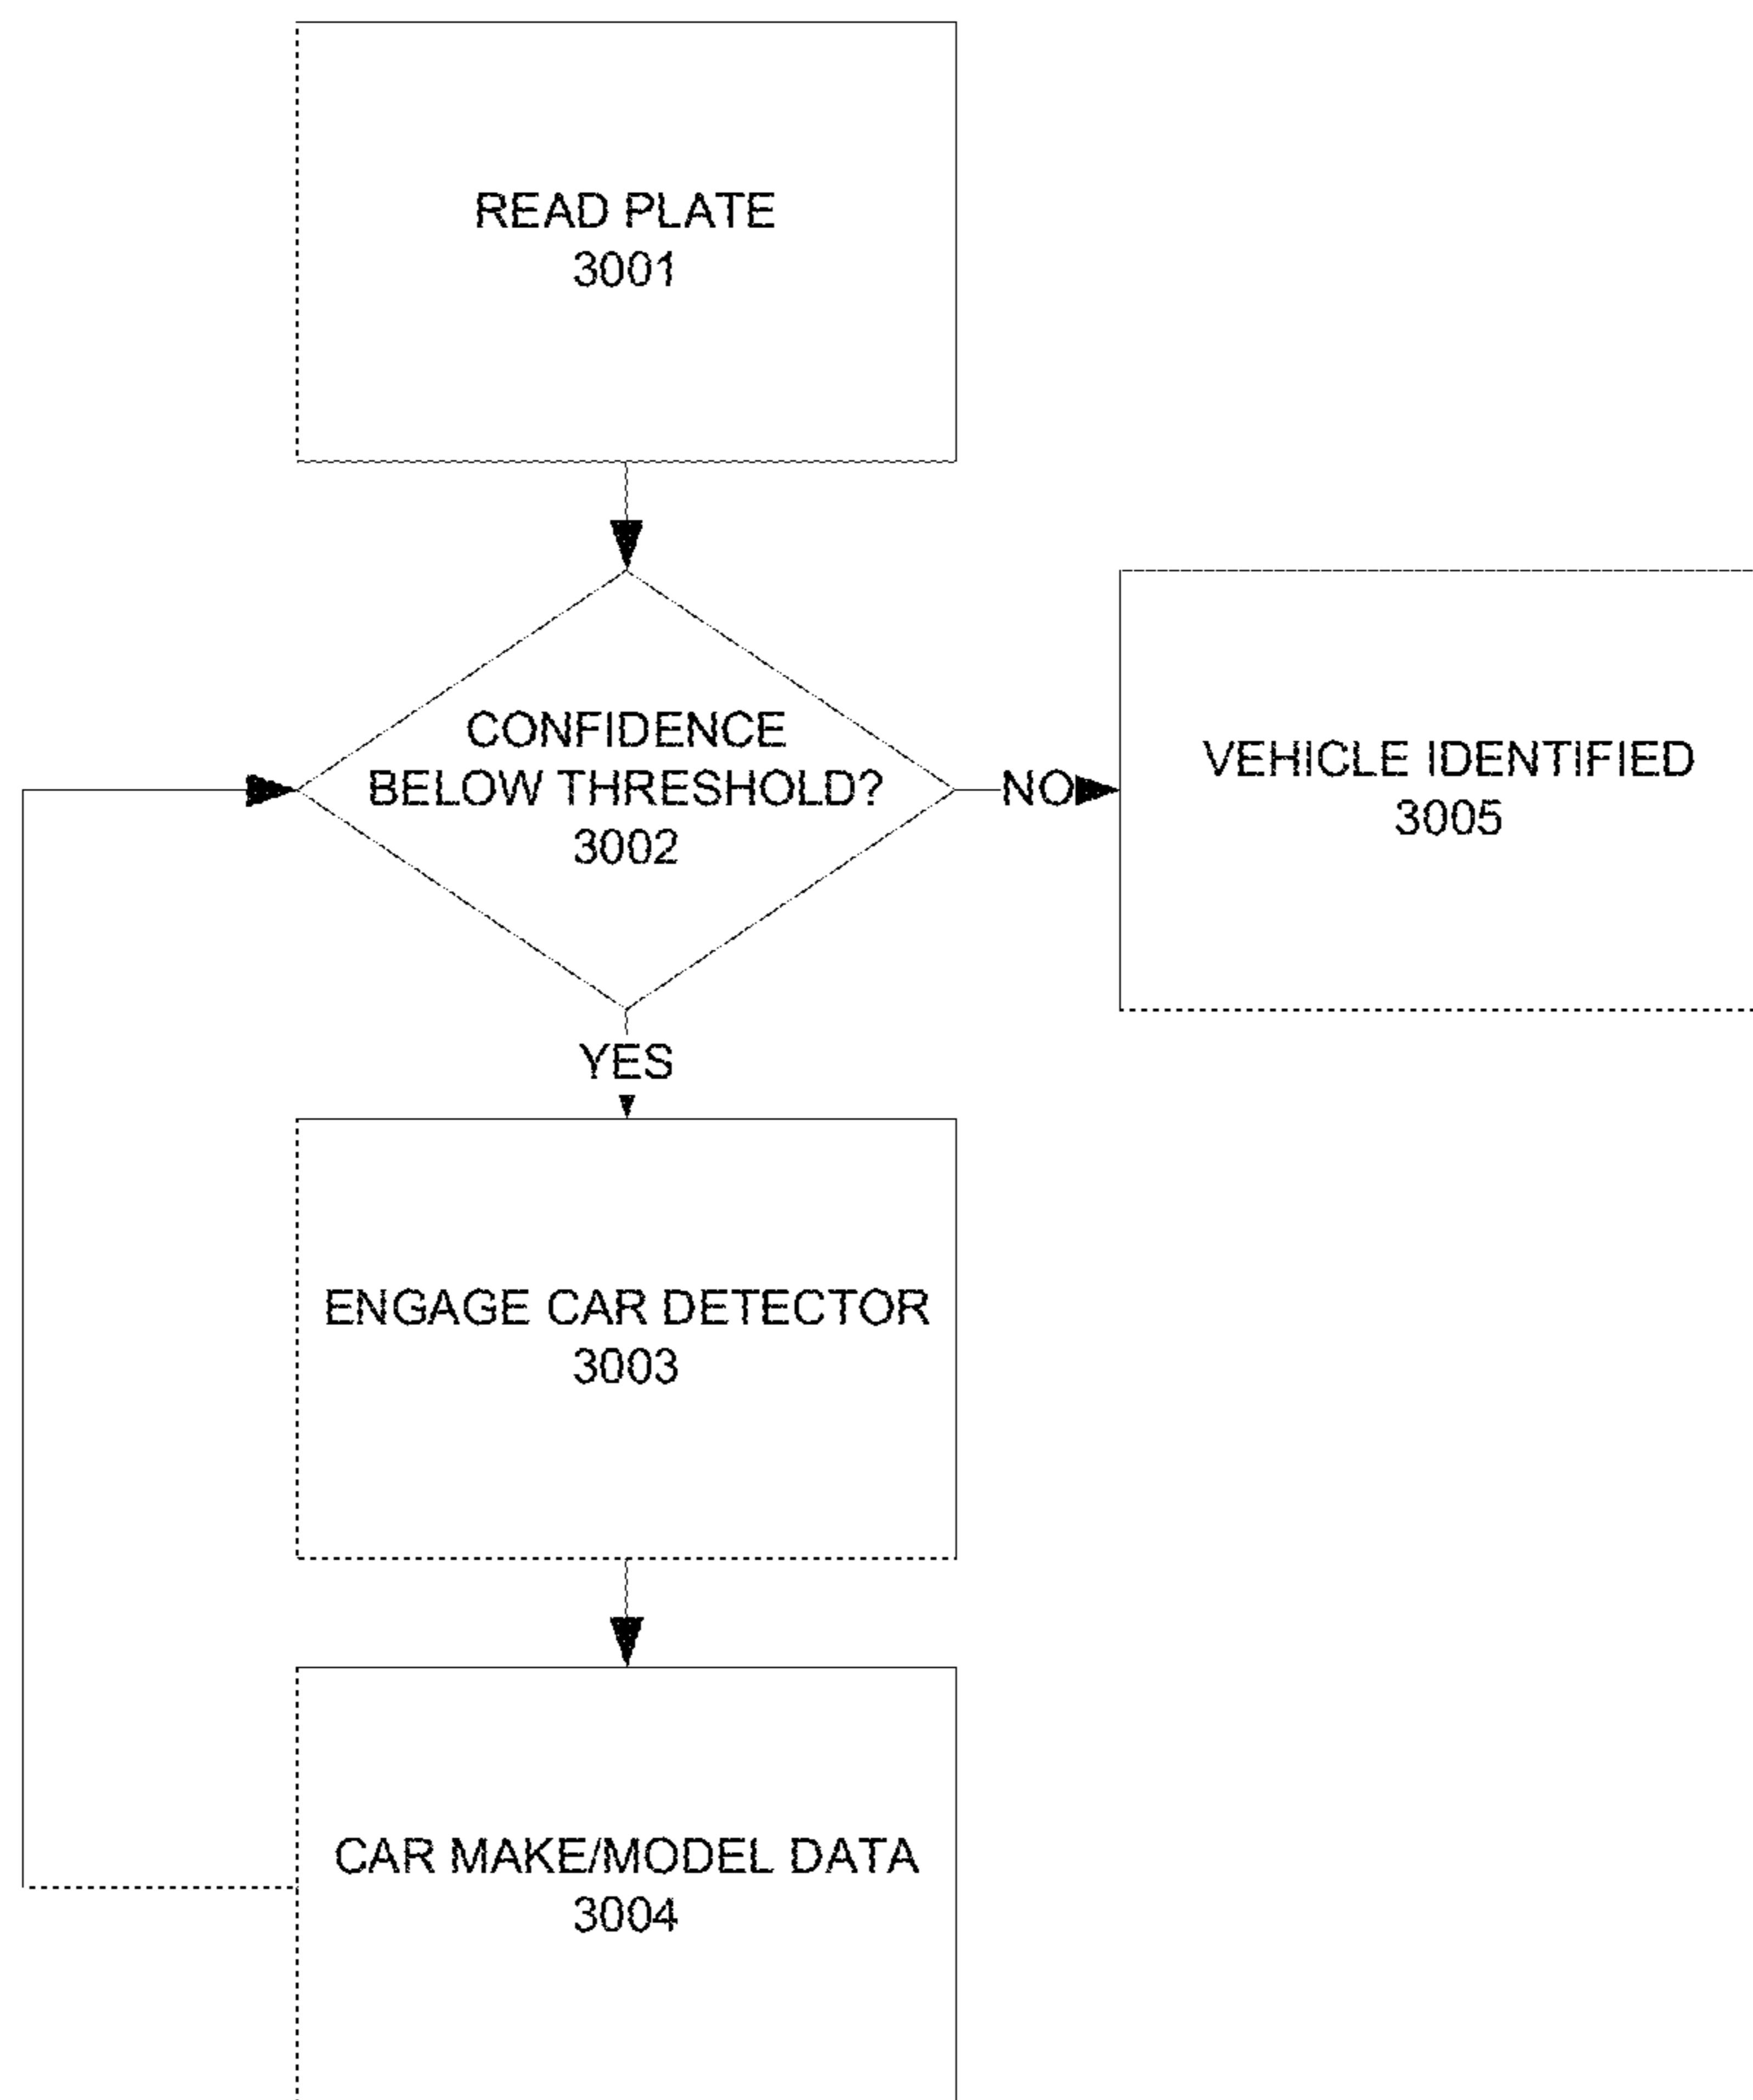 READ PLATE
3001
CONFIDENCE
BELOW THRESHOLD?
3002
NO
VEHICLE IDENTIFIED
3005
YES
ENGAGE CAR DETECTOR
3003
CAR MAKE/MODEL DATA
3004